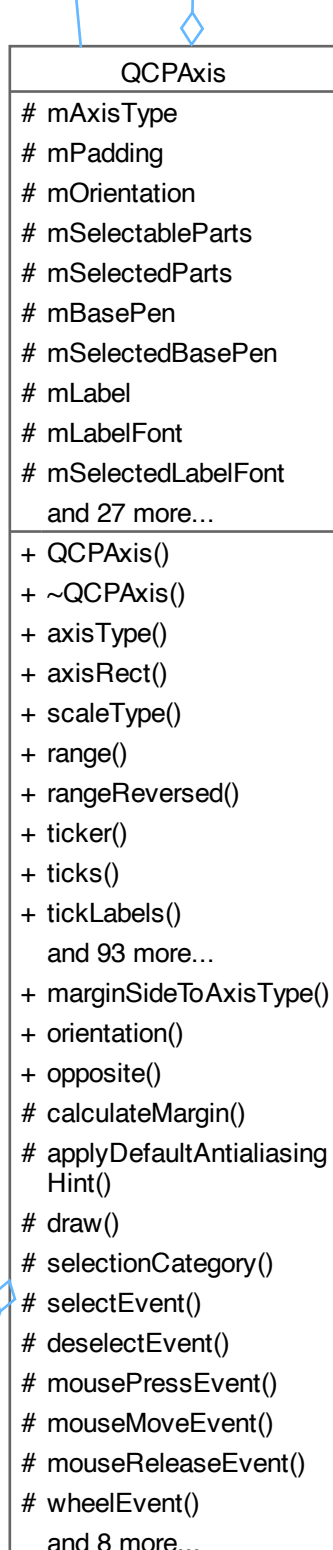 QCPAxis
# mAxisType
# mPadding
# mOrientation
# mSelectableParts
# mSelectedParts
# mBasePen
# mSelectedBasePen
# mLabel
# mLabelFont
# mSelectedLabelFont
and 27 more...
+ QCPAxis()
+ ~QCPAxis()
+ axisType()
+ axisRect()
+ scaleType()
+ range()
+ rangeReversed()
+ ticker()
+ ticks()
+ tickLabels()
and 93 more...
+ marginSideToAxisType()
+ orientation()
+ opposite()
# calculateMargin()
# applyDefaultAntialiasing
Hint()
# draw()
# selectionCategory()
# selectEvent()
# deselectEvent()
# mousePressEvent()
# mouseMoveEvent()
# mouseReleaseEvent()
# wheelEvent()
and 8 more...